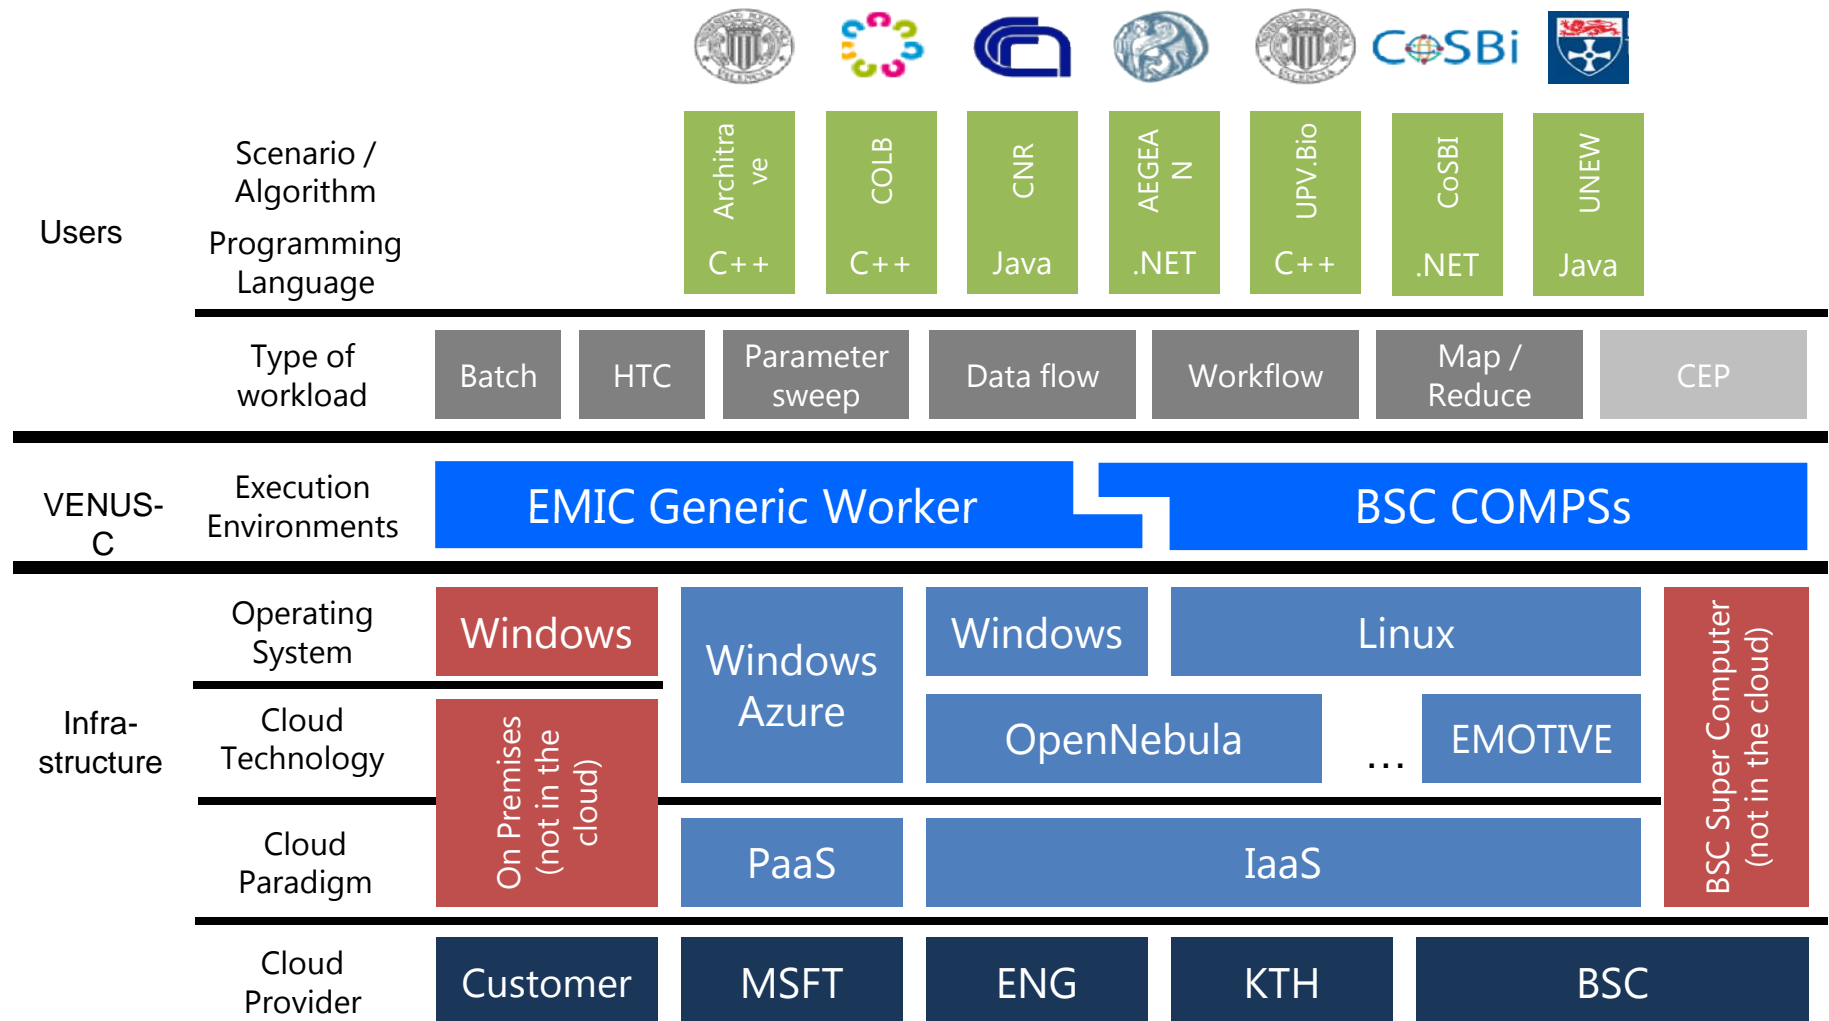 CoSBi
Users
Scenario /
Algorithm
Programming
Language
Architra
ve
C++
COLB
C++
CNR
Java
AEGEA
N
.NET
UPV.Bio
C++
CoSBI
.NET
UNEW
Java
Type of
workload
Batch
HTC
Parameter
sweep
Data flow
Workflow
Map /
Reduce
CEP
VENUS-
C
Execution
Environments
EMIC Generic Worker
BSC COMPSs
Infra-
structure
Operating
System
Windows
Windows
Azure
Windows
Linux
BSC Super Computer
(not in the cloud)
Cloud
Technology
On Premises
(not in the
cloud)
OpenNebula
...
EMOTIVE
Cloud
Paradigm
PaaS
IaaS
Cloud
Provider
Customer
MSFT
ENG
KTH
BSC